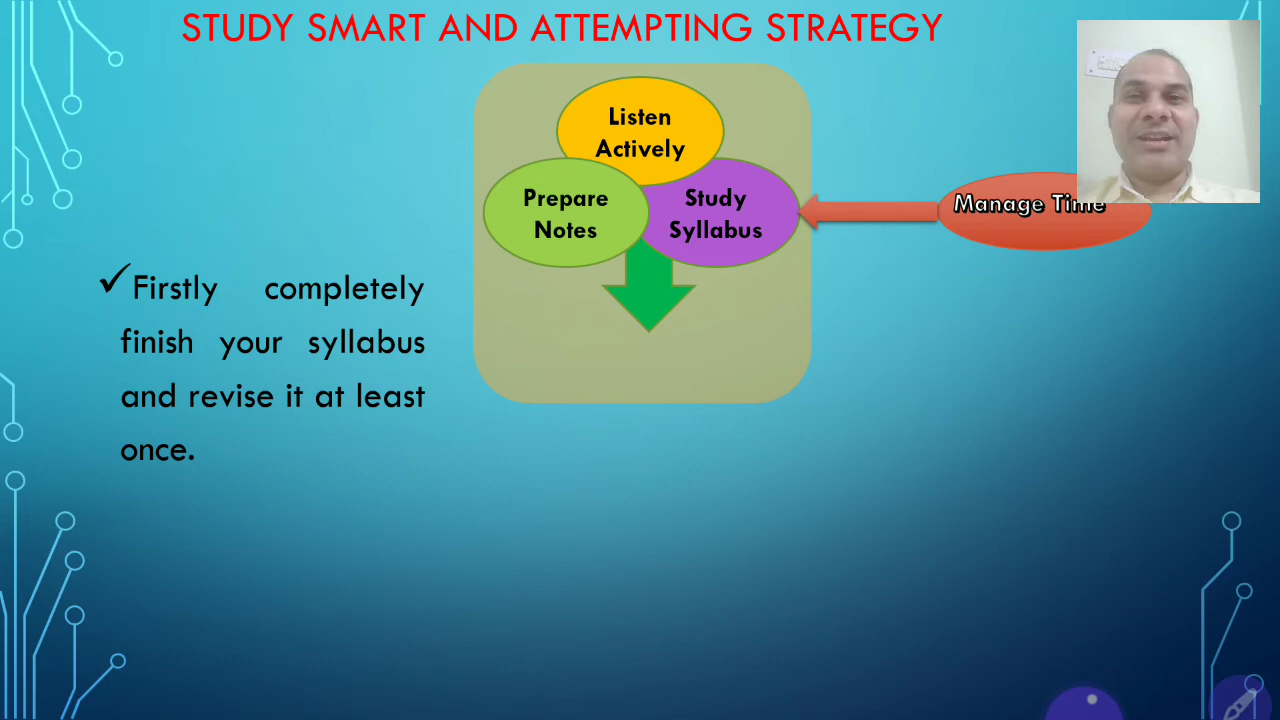 STUDY SMART AND ATTEMPTING STRATEGY
Listen
Actively
Prepare
Notes
Study
Syllabus
Manage Time
✓Firstly completely
finish your syllabus
and revise it at least
once.